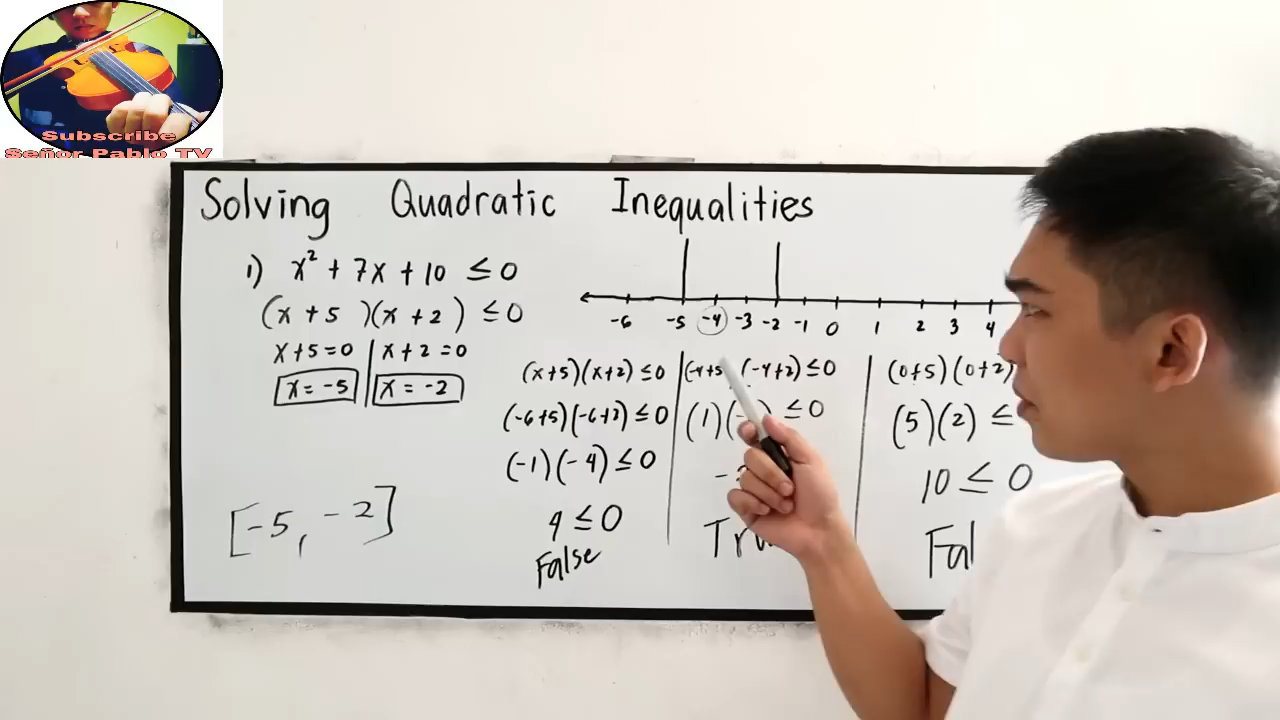 Subscribe
Señor Pablo TV
Solving Quadratic Inequalities
1) x² + 7x + 10 ≤ 0
(x + 5 )(x + 2 ) ≤ 0
x+5=0 | x+2=0
x=-5 | x=-2
[-5, -2]
-6 -5 -4 -3 -2 -1 0 1 2 3 4
(x+5)(x+2) ≤ 0
(-6+5)(-6+2) ≤ 0
(-1)(-4) ≤ 0
4 ≤ 0
False
(-4+5 (-4+2) ≤ 0
(1)(- ) ≤ 0
-
(0+5)(0+2)
(5)(2) ≤
10 ≤ 0